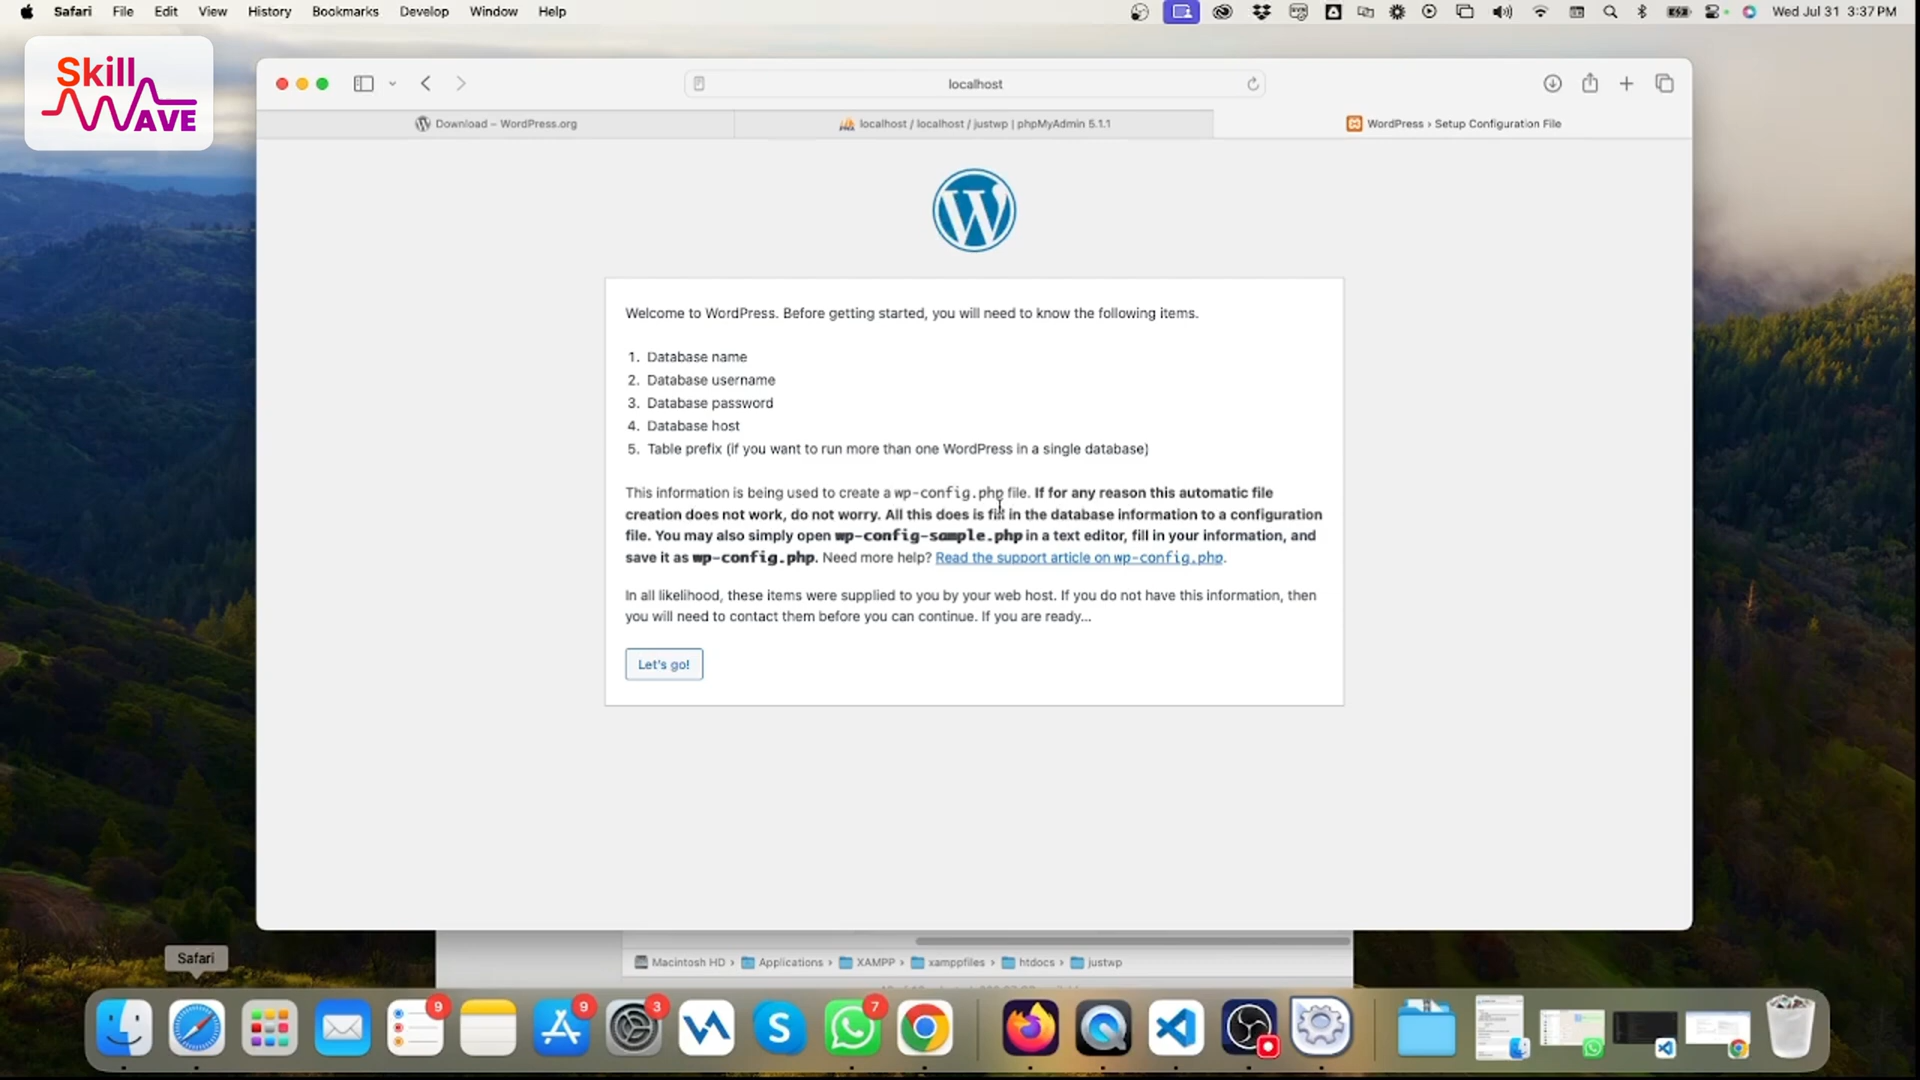 Safari File Edit View History Bookmarks Develop Window Help
Wed Jul 31 3:37 PM
Skill
WAVE
localhost
Download – WordPress.org
localhost / localhost / justwp | phpMyAdmin 5.1.1
WordPress › Setup Configuration File
Welcome to WordPress. Before getting started, you will need to know the following items.
1. Database name
2. Database username
3. Database password
4. Database host
5. Table prefix (if you want to run more than one WordPress in a single database)
This information is being used to create a wp-config.php file. If for any reason this automatic file
creation does not work, do not worry. All this does is fill in the database information to a configuration
file. You may also simply open wp-config-sample.php in a text editor, fill in your information, and
save it as wp-config.php. Need more help? Read the support article on wp-config.php.
In all likelihood, these items were supplied to you by your web host. If you do not have this information, then
you will need to contact them before you can continue. If you are ready...
Let's go!
Safari
Macintosh HD › Applications › XAMPP › xamppfiles › htdocs › justwp
9
9
3
7